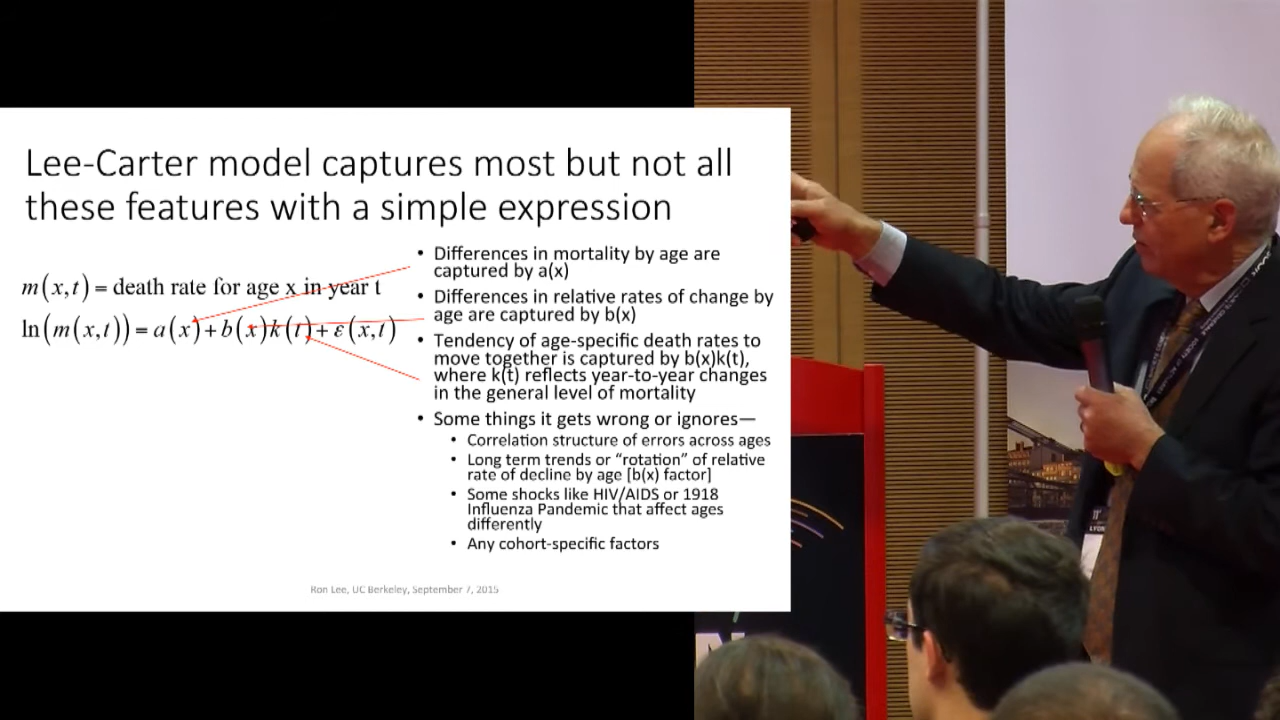 Lee-Carter model captures most but not all
these features with a simple expression
m(x,t) = death rate for age x in year t
ln(m(x,t)) = a(x) + b(x)k(t) + ε(x,t)
• Differences in mortality by age are
captured by a(x)
• Differences in relative rates of change by
age are captured by b(x)
• Tendency of age-specific death rates to
move together is captured by b(x)k(t),
where k(t) reflects year-to-year changes
in the general level of mortality
• Some things it gets wrong or ignores—
• Correlation structure of errors across ages
• Long term trends or “rotation” of relative
rate of decline by age [b(x) factor]
• Some shocks like HIV/AIDS or 1918
Influenza Pandemic that affect ages
differently
• Any cohort-specific factors
Ron Lee, UC Berkeley, September 7, 2015